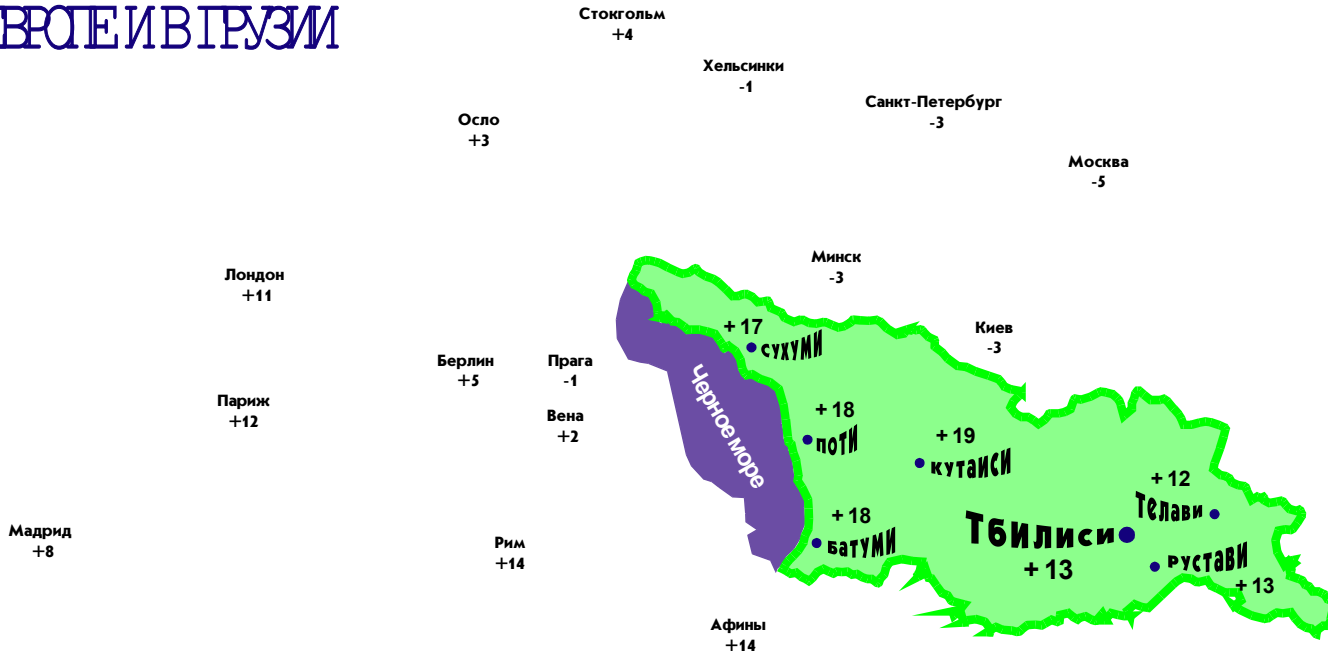 ВРОПЕ И В ГРУЗИИ
Стокгольм
+4
Хельсинки
-1
Санкт-Петербург
-3
Осло
+3
Москва
-5
Минск
-3
Лондон
+11
Киев
-3
+17
СУХУМИ
Берлин
+5
Прага
-1
Париж
+12
Вена
+2
Черное море
+18
ПОТИ
+19
КУТАИСИ
+12
Телави
Мадрид
+8
Рим
+14
+18
БАТУМИ
Тбилиси
+13
РУСТАВИ
+13
Афины
+14